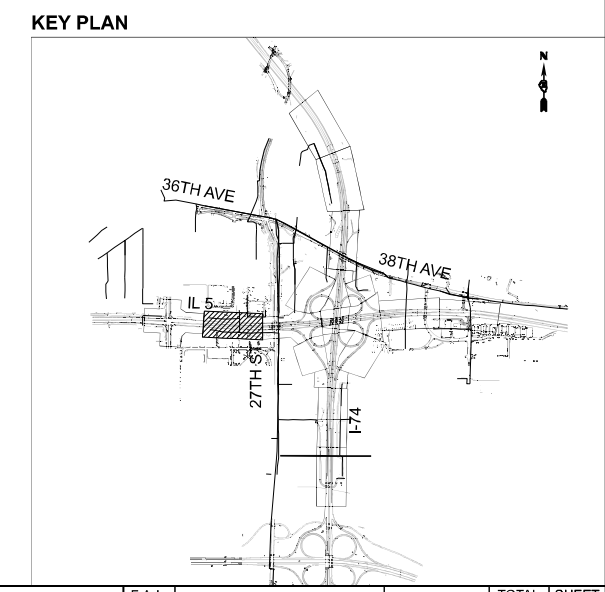 KEY PLAN
N
36TH AVE
38TH AVE
IL 5
27TH ST
I-74
TOTAL SHEET